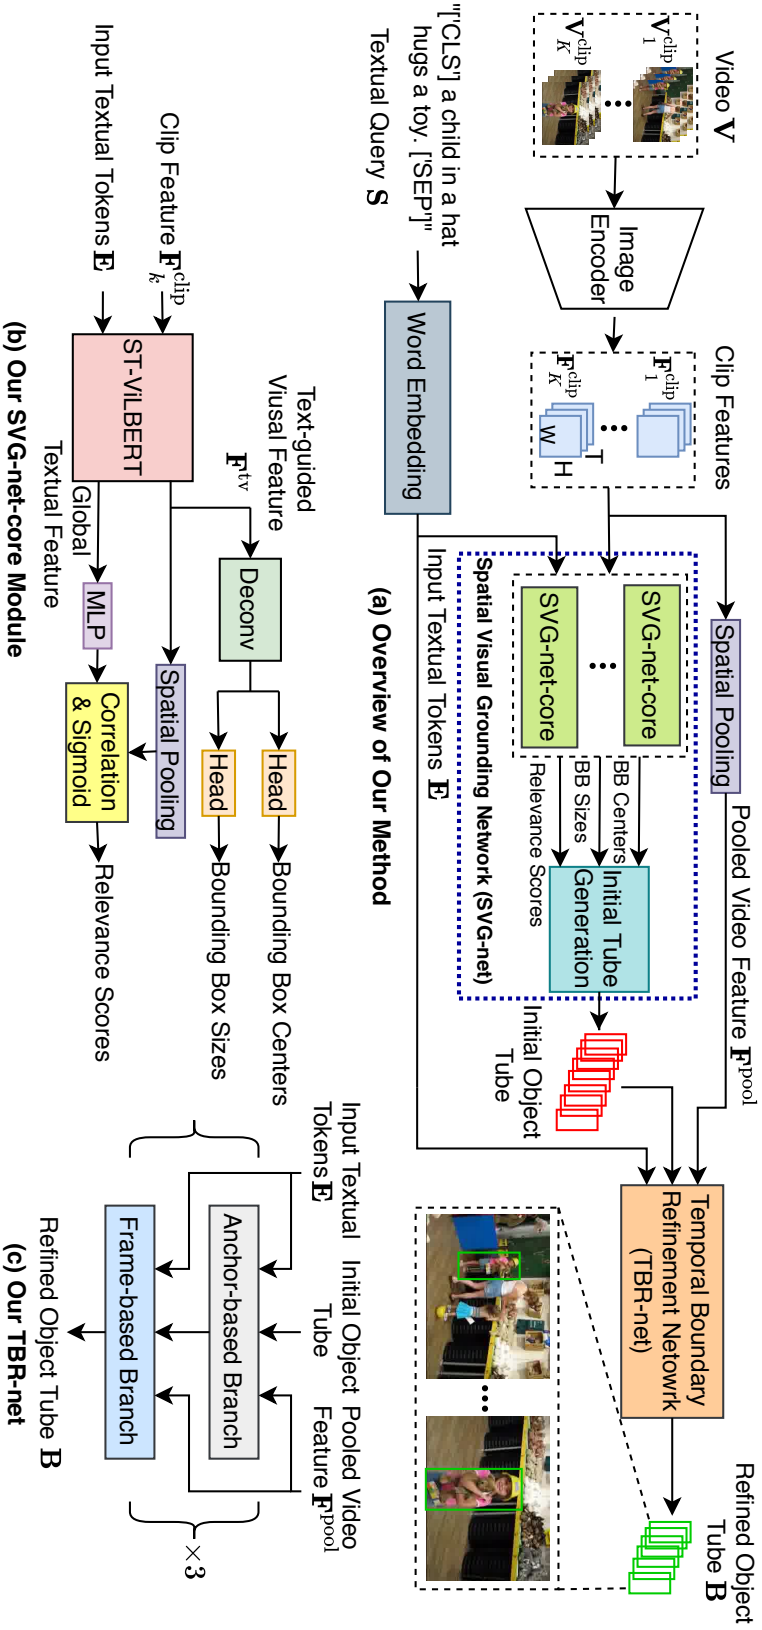 Video V
V_1^clip
...
V_K^clip
Image
Encoder
Clip Features
F_1^clip
...
F_K^clip
T
H
W
Spatial Pooling
Pooled Video Feature F^pool
"['CLS'] a child in a hat
hugs a toy. ['SEP']"
Textual Query S
Word Embedding
Input Textual Tokens E
SVG-net-core
...
SVG-net-core
BB Centers
BB Sizes
Relevance Scores
Initial Tube
Generation
Spatial Visual Grounding Network (SVG-net)
Initial Object
Tube
Temporal Boundary
Refinement Netowrk
(TBR-net)
Refined Object
Tube B
...
(a) Overview of Our Method
Clip Feature F_k^clip
Input Textual Tokens E
ST-ViLBERT
Text-guided
Viusal Feature
F^tv
Global
Textual Feature
Deconv
Head
Head
Bounding Box Centers
Bounding Box Sizes
Spatial Pooling
MLP
Correlation
& Sigmoid
Relevance Scores
(b) Our SVG-net-core Module
Input Textual
Tokens E
Initial Object
Tube
Pooled Video
Feature F^pool
Anchor-based Branch
Frame-based Branch
×3
Refined Object Tube B
(c) Our TBR-net